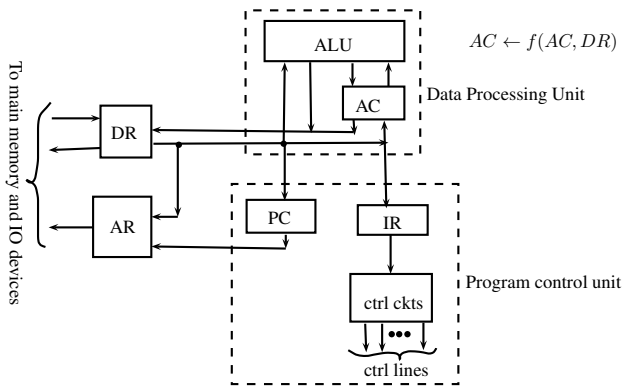 ALU
AC ← f(AC, DR)
AC
Data Processing Unit
To main memory and IO devices
DR
AR
PC
IR
Program control unit
ctrl ckts
ctrl lines